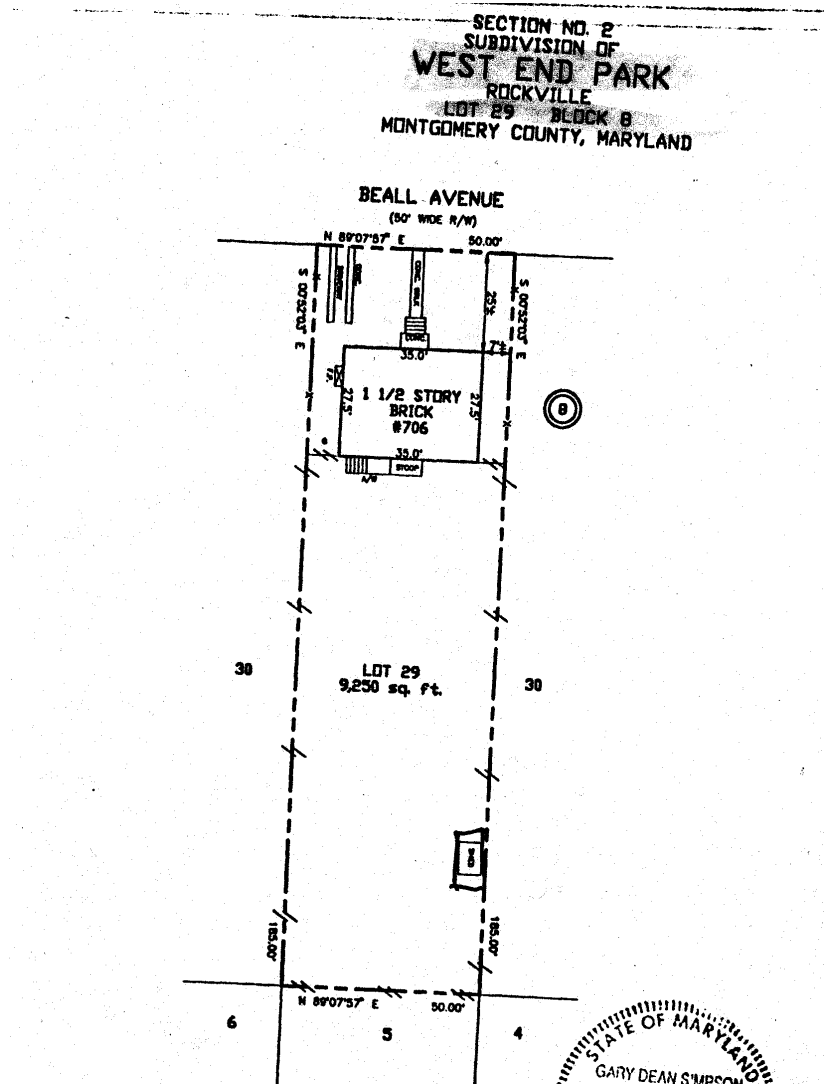 SECTION NO. 2
SUBDIVISION OF
WEST END PARK
ROCKVILLE
LOT 29 BLOCK 8
MONTGOMERY COUNTY, MARYLAND
BEALL AVENUE
(50' WIDE R/W)
N 89°07'57" E
50.00'
S 00°52'03" E
CONC.
CONC. WALK
25'±
S 00°52'03" E
CONC.
35.0'
7'±
F.P.
27.5'
1 1/2 STORY
BRICK
#706
27.5'
8
35.0'
STOOP
A/W
30
LOT 29
9,250 sq. ft.
30
SHED
185.00'
185.00'
N 89°07'57" E
50.00'
6
5
4
STATE OF MARYLAND
GARY DEAN SIMPSON